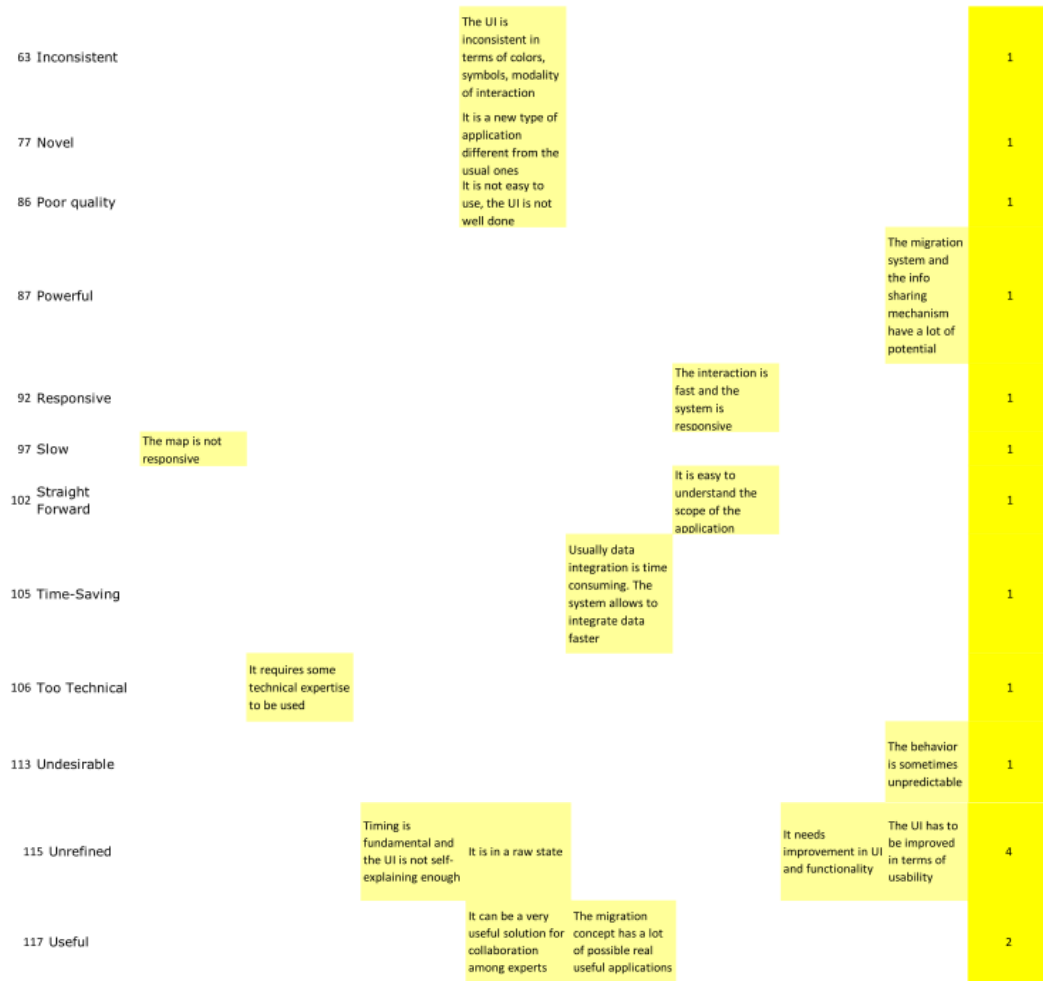 The UI is
inconsistent in
terms of colors,
symbols, modality
of interaction
63 Inconsistent
1
It is a new type of
application
different from the
usual ones
77 Novel
1
It is not easy to
use, the UI is not
well done
86 Poor quality
1
The migration
system and
the info
sharing
mechanism
have a lot of
potential
87 Powerful
1
The interaction is
fast and the
system is
responsive
92 Responsive
1
97 Slow
The map is not
responsive
1
102 Straight
Forward
It is easy to
understand the
scope of the
application
1
105 Time-Saving
Usually data
integration is time
consuming. The
system allows to
integrate data
faster
1
106 Too Technical
It requires some
technical expertise
to be used
1
113 Undesirable
The behavior
is sometimes
unpredictable
1
115 Unrefined
Timing is
fundamental and
the UI is not self-
explaining enough
It is in a raw state
It needs
improvement in UI
and functionality
The UI has to
be improved
in terms of
usability
4
117 Useful
It can be a very
useful solution for
collaboration
among experts
The migration
concept has a lot
of possible real
useful applications
2